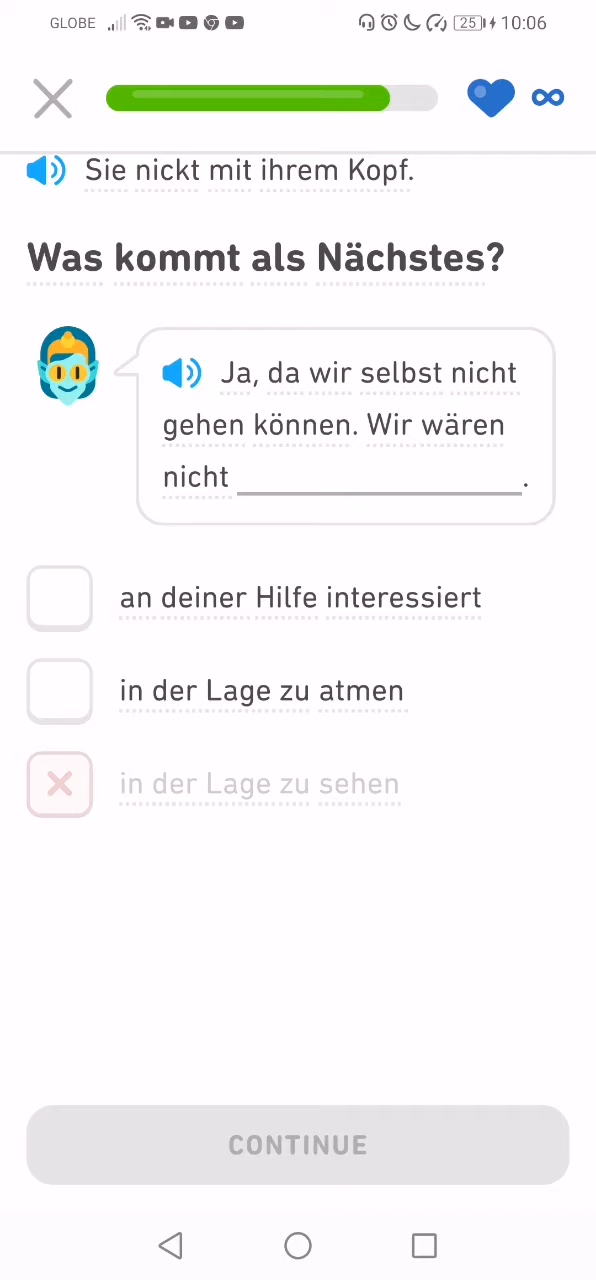 GLOBE 25 10:06
Sie nickt mit ihrem Kopf.
Was kommt als Nächstes?
Ja, da wir selbst nicht
gehen können. Wir wären
nicht ____________________.
an deiner Hilfe interessiert
in der Lage zu atmen
in der Lage zu sehen
CONTINUE